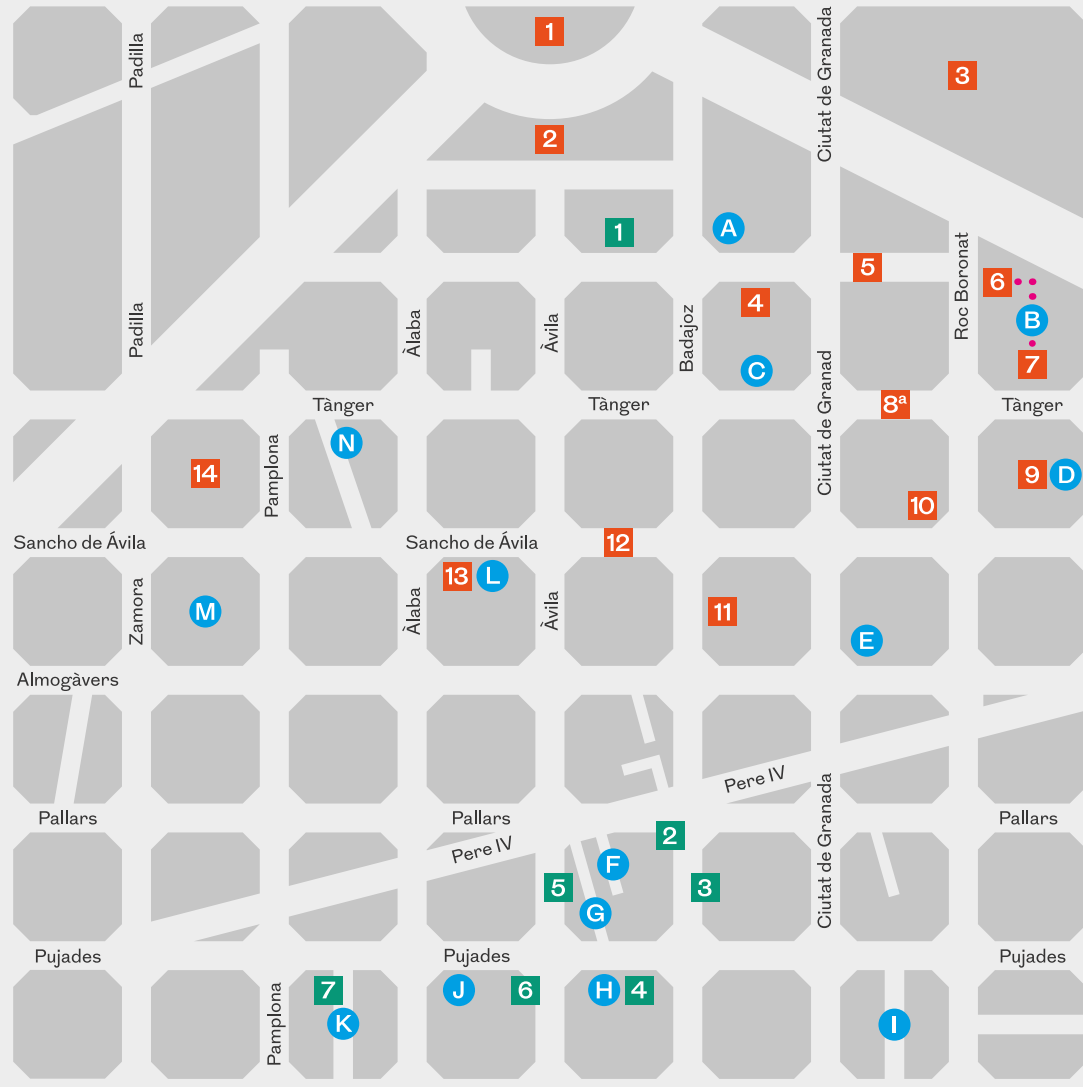 1
Padilla
Ciutat de Granada
3
2
1
A
5
Roc Boronat
6
4
B
Padilla
Àlaba
Àvila
Badajoz
7
C
Ciutat de Granad
Tànger
Tànger
8ª
Tànger
N
14
Pamplona
9
D
10
Sancho de Ávila
Sancho de Ávila
12
13
L
Zamora
M
Àlaba
Àvila
11
E
Almogàvers
Pere IV
Pallars
Pallars
Pallars
Ciutat de Granada
2
Pere IV
F
5
3
G
Pujades
Pujades
Pujades
7
J
6
H
4
Pamplona
K
I